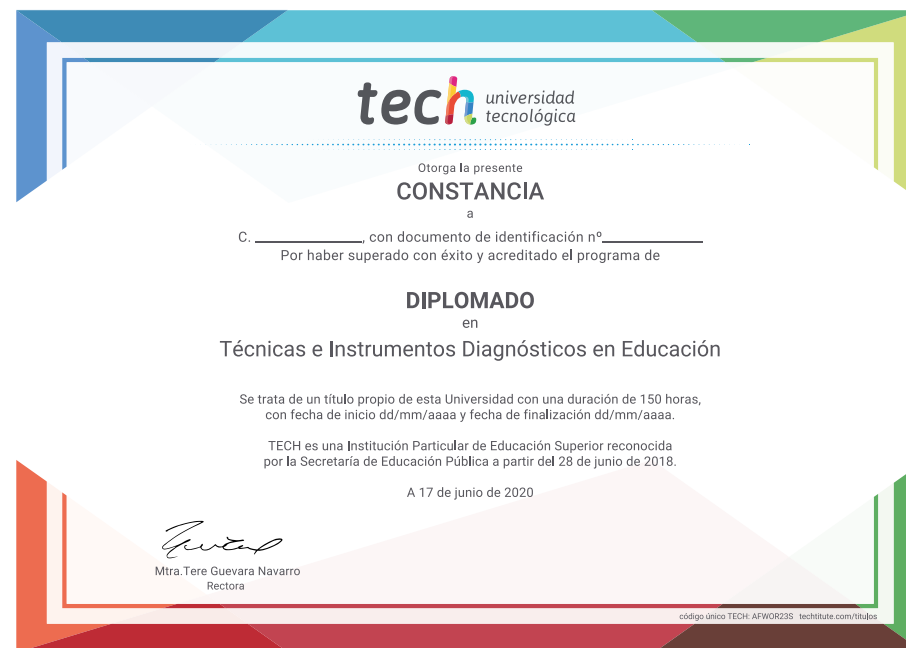 tech universidad
tecnológica
Otorga la presente
CONSTANCIA
a
C. ____________, con documento de identificación nº____________
Por haber superado con éxito y acreditado el programa de
DIPLOMADO
en
Técnicas e Instrumentos Diagnósticos en Educación
Se trata de un título propio de esta Universidad con una duración de 150 horas,
con fecha de inicio dd/mm/aaaa y fecha de finalización dd/mm/aaaa.
TECH es una Institución Particular de Educación Superior reconocida
por la Secretaría de Educación Pública a partir del 28 de junio de 2018.
A 17 de junio de 2020
Mtra.Tere Guevara Navarro
Rectora
código único TECH: AFWOR23S techtitute.com/titulos